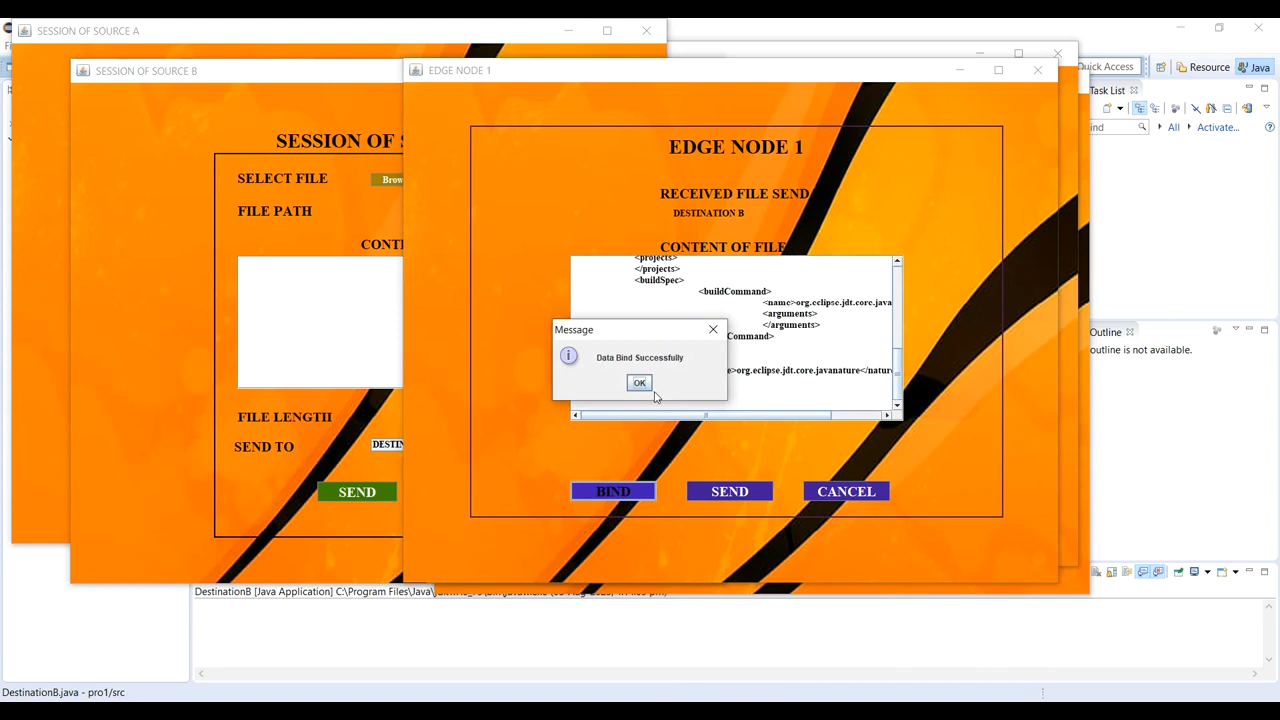 SESSION OF SOURCE A
SESSION OF SOURCE B
EDGE NODE 1
Quick Access
Resource
Java
Task List
SESSION OF S
EDGE NODE 1
SELECT FILE
Brow
FILE PATH
CONTE
RECEIVED FILE SEND
DESTINATION B
CONTENT OF FILE
<projects>
</projects>
<buildSpec>
<buildCommand>
<name>org.eclipse.jdt.core.java
<arguments>
</arguments>
Command>
e>org.eclipse.jdt.core.javanature</nature
Message
Data Bind Successfully
OK
FILE LENGTH
SEND TO
DESTIN
SEND
BIND
SEND
CANCEL
ind
All
Activate...
Outline
outline is not available.
DestinationB [Java Application] C:\Program Files\Java\
DestinationB.java - pro1/src